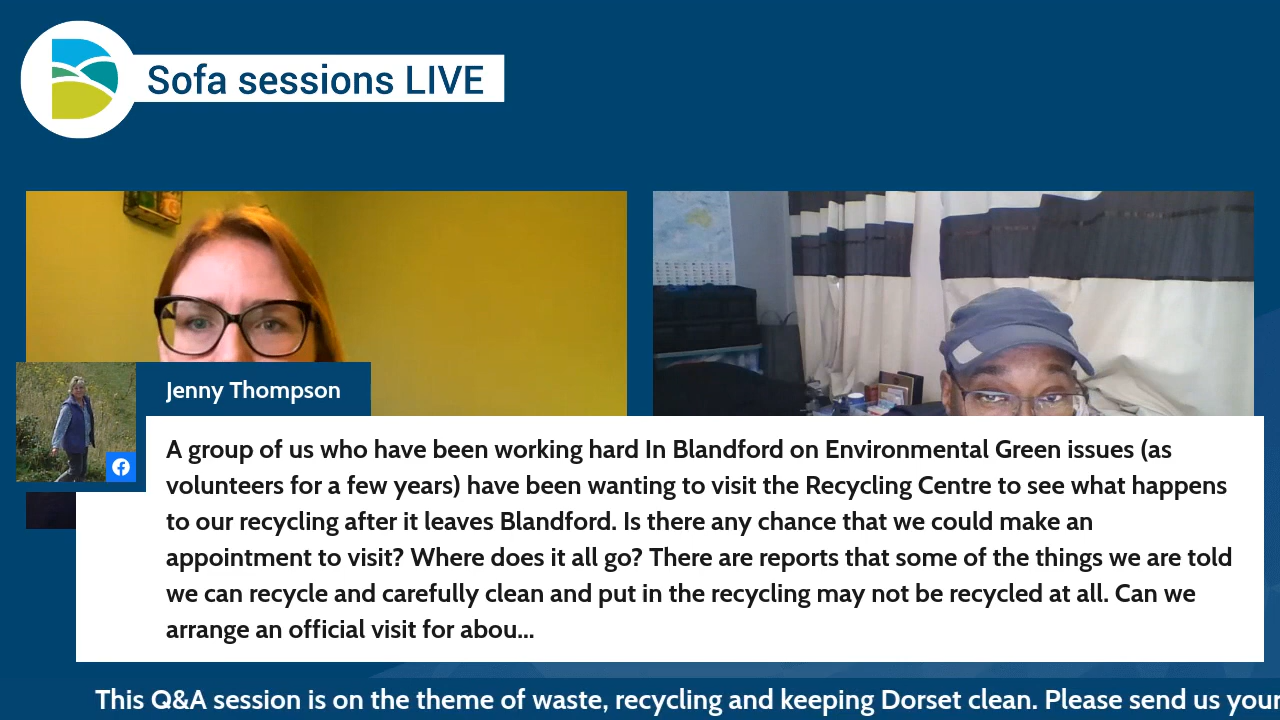 Sofa sessions LIVE
Jenny Thompson
A group of us who have been working hard In Blandford on Environmental Green issues (as
volunteers for a few years) have been wanting to visit the Recycling Centre to see what happens
to our recycling after it leaves Blandford. Is there any chance that we could make an
appointment to visit? Where does it all go? There are reports that some of the things we are told
we can recycle and carefully clean and put in the recycling may not be recycled at all. Can we
arrange an official visit for abou...
This Q&A session is on the theme of waste, recycling and keeping Dorset clean. Please send us your